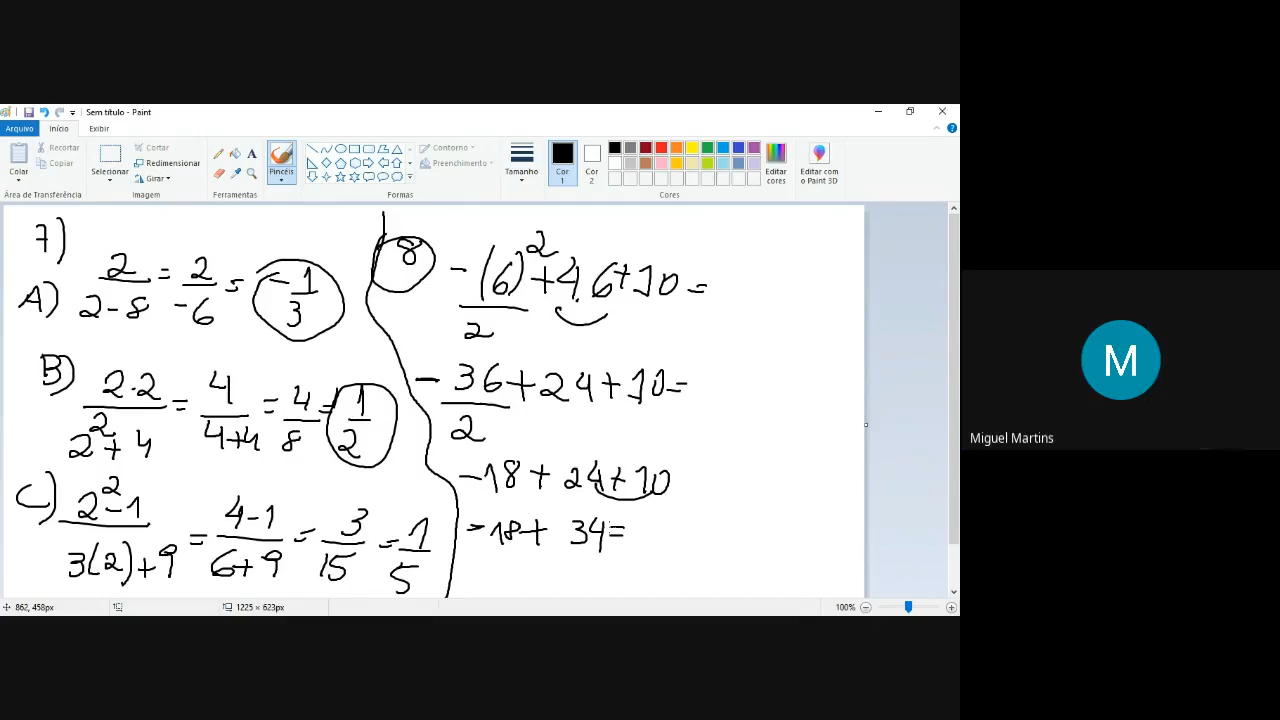 Sem título - Paint
Arquivo Início Exibir
Colar
Recortar
Copiar
Área de Transferência
Selecionar
Cortar
Redimensionar
Girar
Imagem
A
Ferramentas
Pincéis
Contorno
Preenchimento
Formas
Tamanho
Cor 1
Cor 2
Editar cores
Cores
Editar com o Paint 3D
7)
A) 2/(2-8) = 2/-6 = -1/3
B) 2·2/(2²+4) = 4/(4+4) = 4/8 = 1/2
C) (2²-1)/(3(2)+9) = (4-1)/(6+9) = 3/15 = 1/5
8
-(6)²/2 + 4.6+10=
-36/2 + 24+10=
-18+24+10
-18+34=
M
Miguel Martins
862, 458px
1225 × 623px
100%